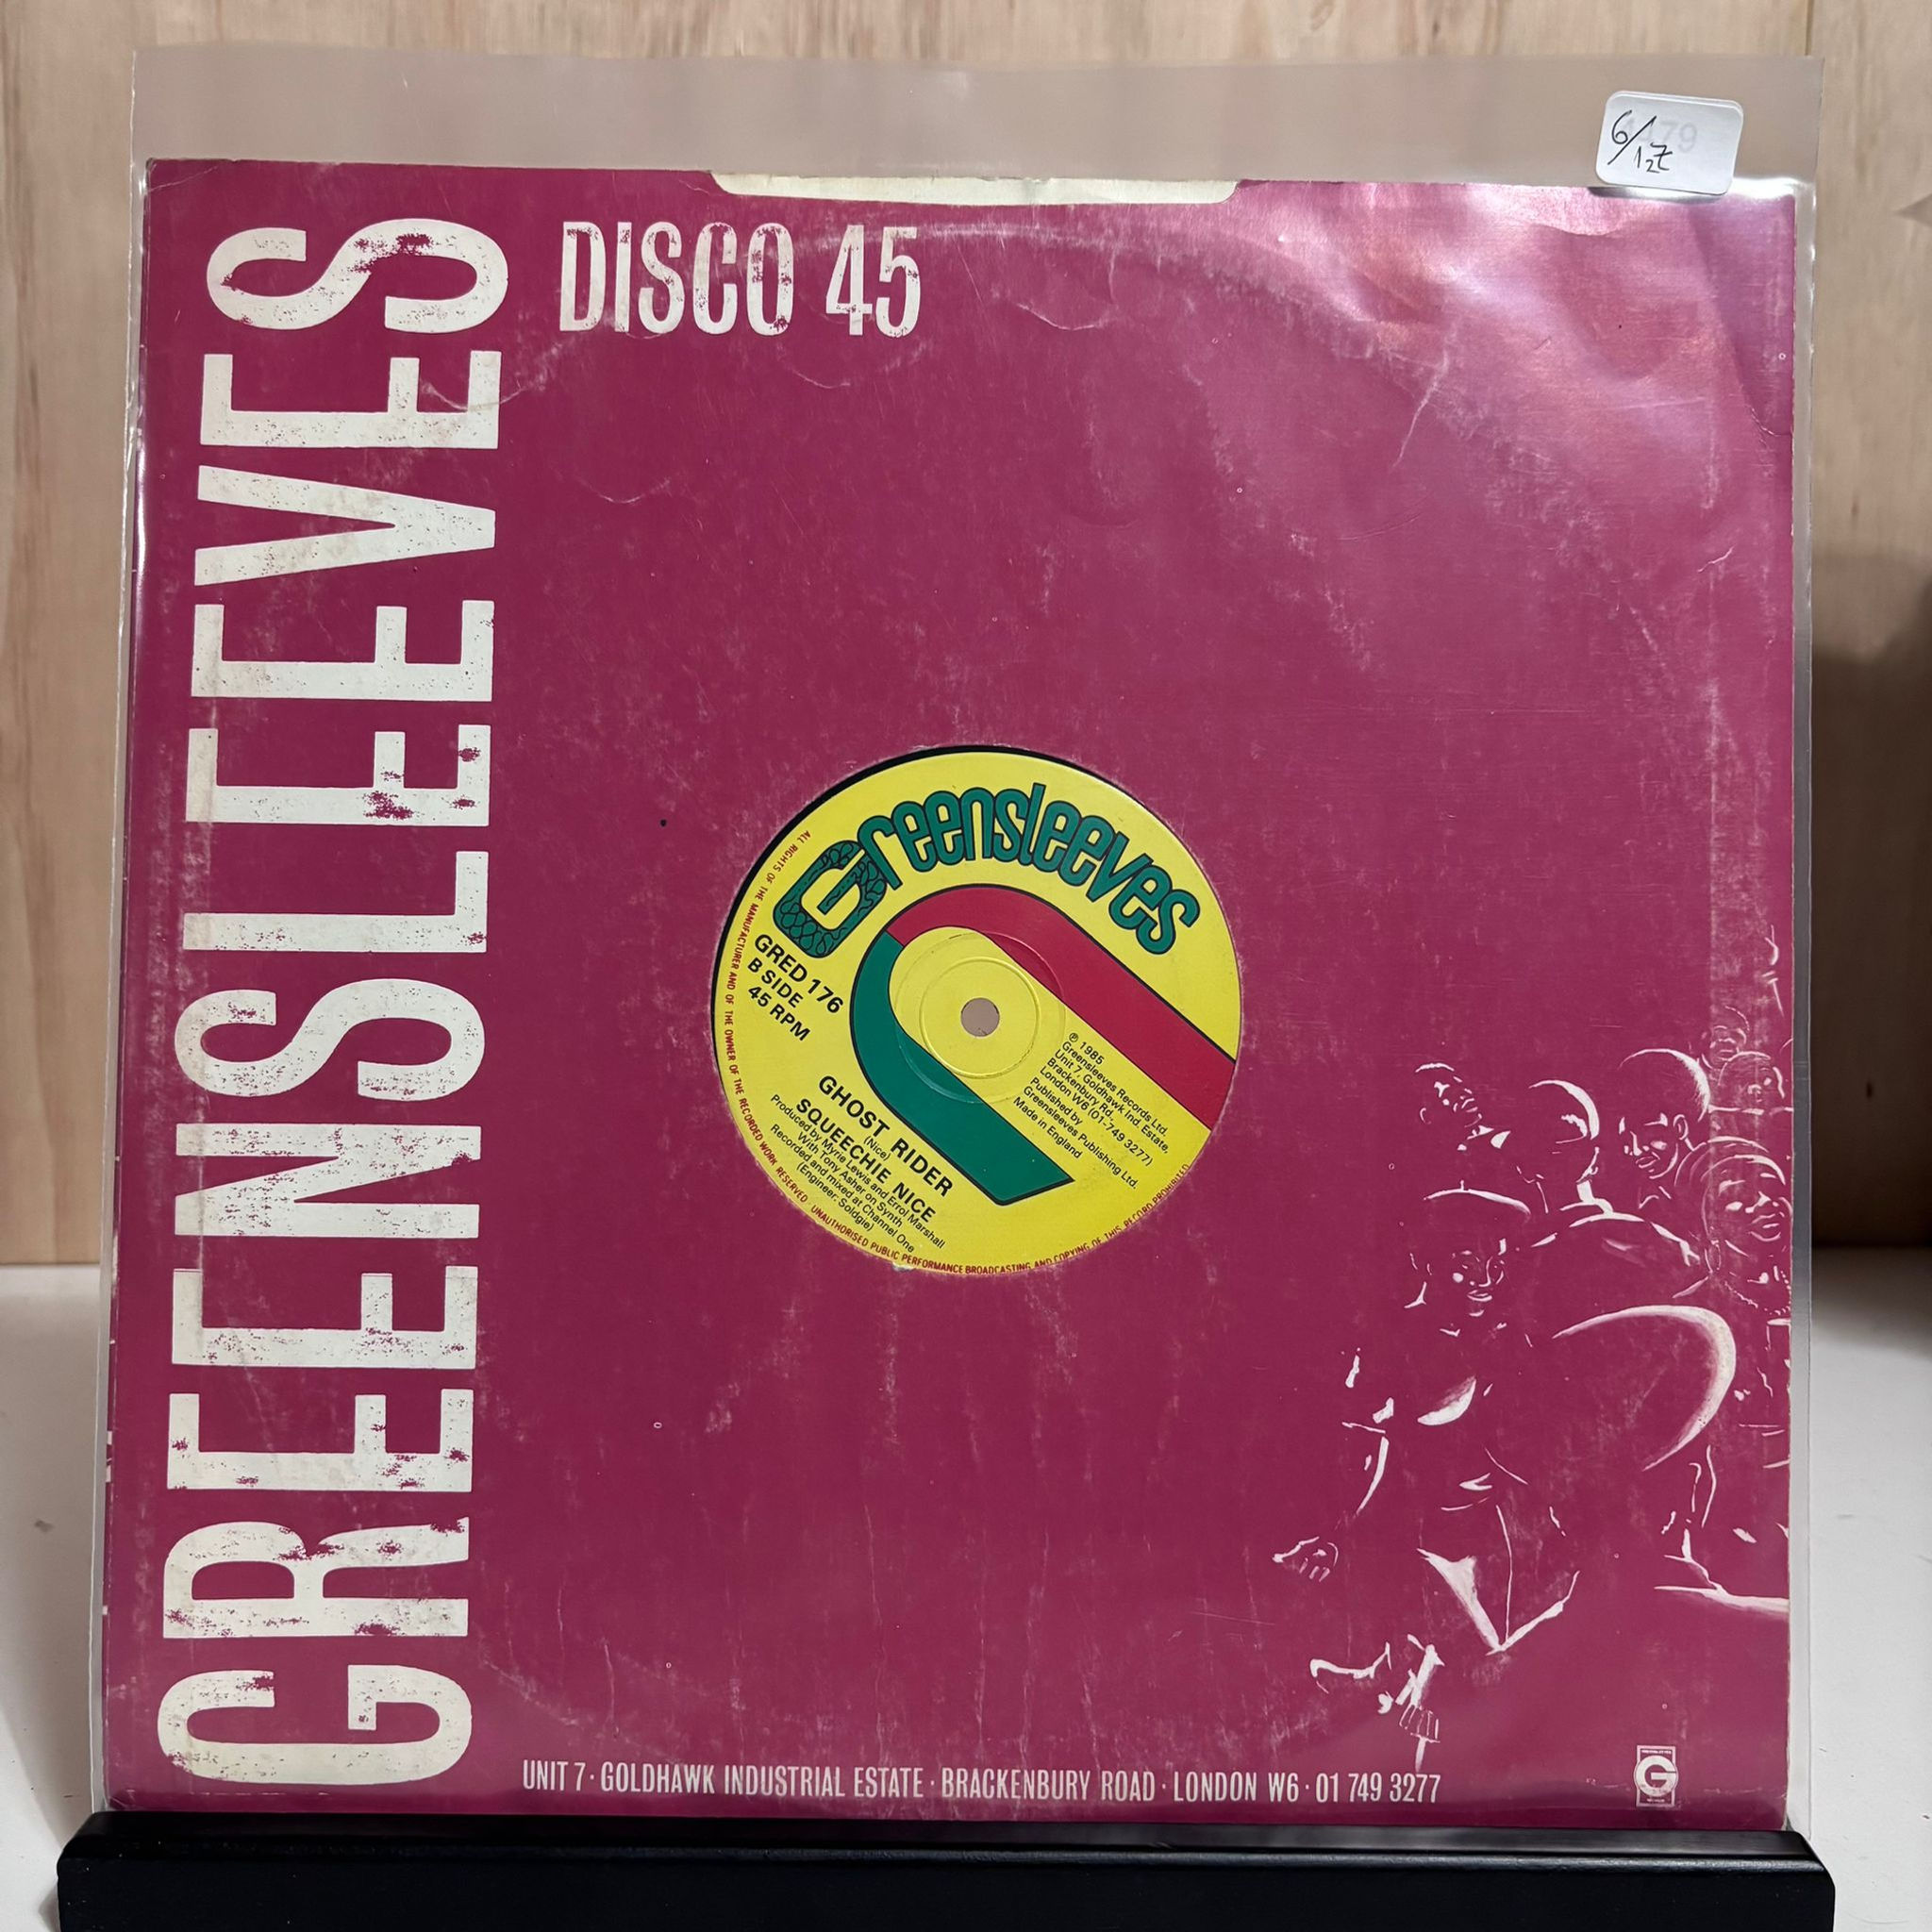 6/12
GREENSLEEVES
DISCO 45
Greensleeves
GRED 176
B SIDE
45 RPM
℗ 1985
Greensleeves Records Ltd.
Unit 7, Goldhawk Ind. Estate,
Brackenbury Rd.,
London W6 (01-749 3277)
Published by
Greensleeves Publishing Ltd.
Made in England
GHOST RIDER
(Nice)
SQUEECHIE NICE
Produced by Myrie Lewis and Errol Marshall
With Tony Asher on Synth
Recorded and mixed at Channel One
(Engineer: Soldgie)
ALL RIGHTS OF THE MANUFACTURER AND OF THE OWNER OF THE RECORDED WORK RESERVED UNAUTHORISED PUBLIC PERFORMANCE BROADCASTING AND COPYING OF THIS RECORD PROHIBITED
UNIT 7 · GOLDHAWK INDUSTRIAL ESTATE · BRACKENBURY ROAD · LONDON W6 · 01 749 3277
G